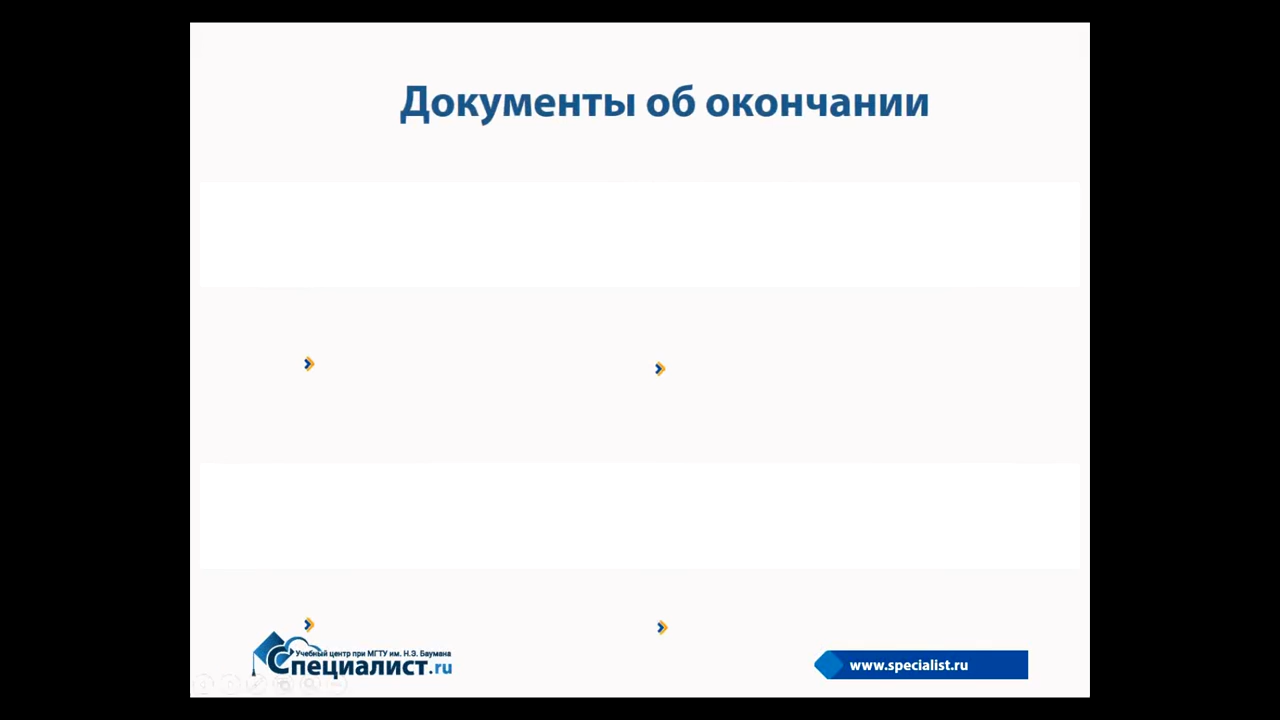 Документы об окончании
Учебный центр при МГТУ им. Н.Э. Баумана
Специалист.ru
www.specialist.ru